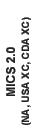 MICS 2.0
(NA, USA XC, CDA XC)